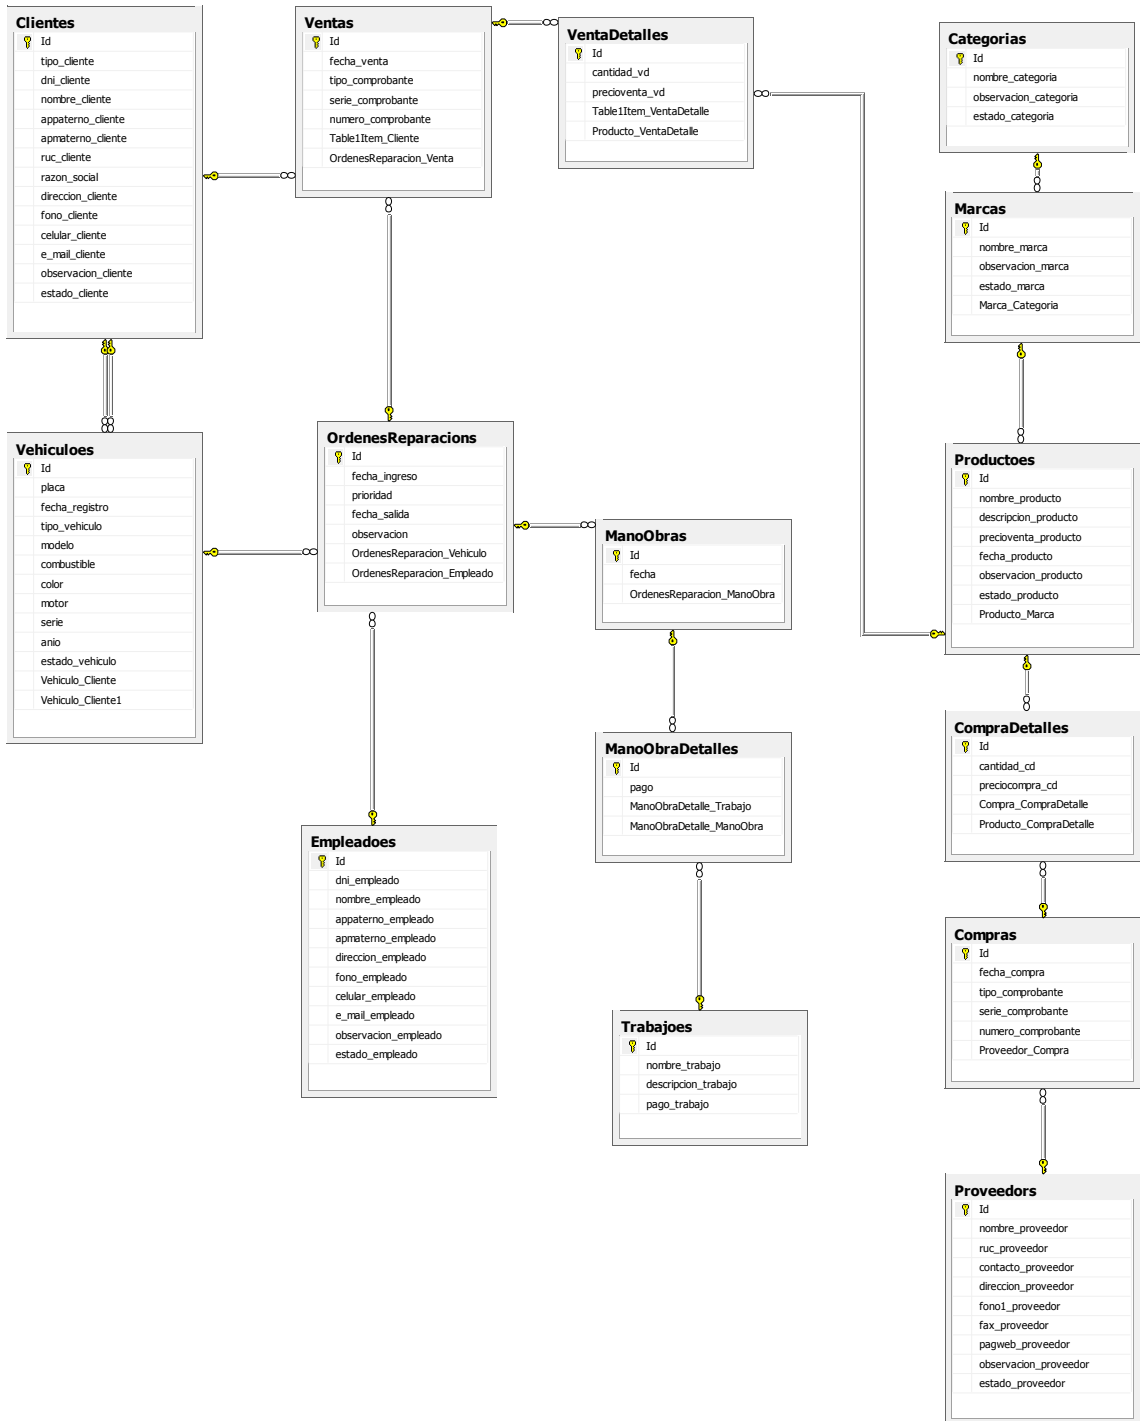 Clientes
Id
tipo_cliente
dni_cliente
nombre_cliente
appaterno_cliente
apmaterno_cliente
ruc_cliente
razon_social
direccion_cliente
fono_cliente
celular_cliente
e_mail_cliente
observacion_cliente
estado_cliente
Ventas
Id
fecha_venta
tipo_comprobante
serie_comprobante
numero_comprobante
Table1Item_Cliente
OrdenesReparacion_Venta
VentaDetalles
Id
cantidad_vd
precioventa_vd
Table1Item_VentaDetalle
Producto_VentaDetalle
Categorias
Id
nombre_categoria
observacion_categoria
estado_categoria
Marcas
Id
nombre_marca
observacion_marca
estado_marca
Marca_Categoria
Vehiculoes
Id
placa
fecha_registro
tipo_vehiculo
modelo
combustible
color
motor
serie
anio
estado_vehiculo
Vehiculo_Cliente
Vehiculo_Cliente1
OrdenesReparacions
Id
fecha_ingreso
prioridad
fecha_salida
observacion
OrdenesReparacion_Vehiculo
OrdenesReparacion_Empleado
ManoObras
Id
fecha
OrdenesReparacion_ManoObra
Productoes
Id
nombre_producto
descripcion_producto
precioventa_producto
fecha_producto
observacion_producto
estado_producto
Producto_Marca
ManoObraDetalles
Id
pago
ManoObraDetalle_Trabajo
ManoObraDetalle_ManoObra
CompraDetalles
Id
cantidad_cd
preciocompra_cd
Compra_CompraDetalle
Producto_CompraDetalle
Empleadoes
Id
dni_empleado
nombre_empleado
appaterno_empleado
apmaterno_empleado
direccion_empleado
fono_empleado
celular_empleado
e_mail_empleado
observacion_empleado
estado_empleado
Trabajoes
Id
nombre_trabajo
descripcion_trabajo
pago_trabajo
Compras
Id
fecha_compra
tipo_comprobante
serie_comprobante
numero_comprobante
Proveedor_Compra
Proveedors
Id
nombre_proveedor
ruc_proveedor
contacto_proveedor
direccion_proveedor
fono1_proveedor
fax_proveedor
pagweb_proveedor
observacion_proveedor
estado_proveedor